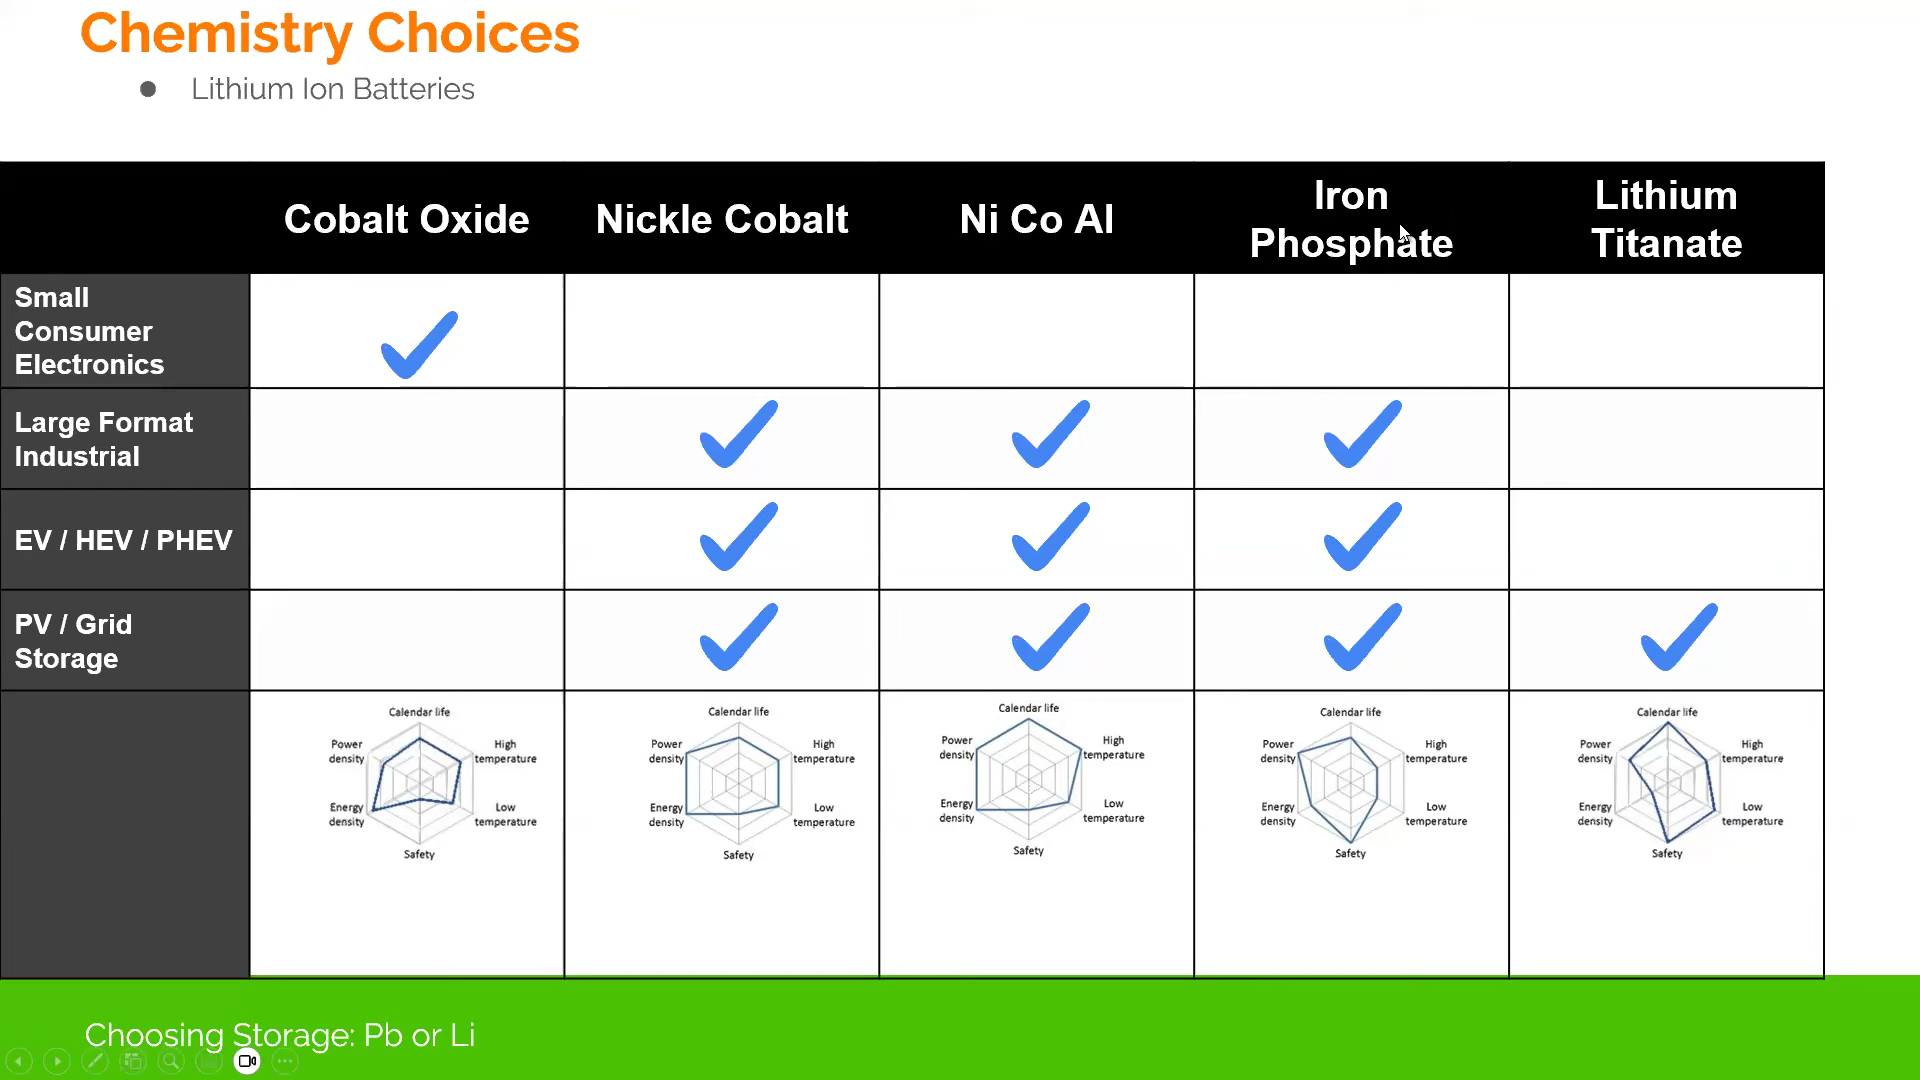 Chemistry Choices
Lithium Ion Batteries
Cobalt Oxide
Nickle Cobalt
Ni Co Al
Iron
Phosphate
Lithium
Titanate
Small
Consumer
Electronics
Large Format
Industrial
EV / HEV / PHEV
PV / Grid
Storage
Calendar life
Power
density
High
temperature
Energy
density
Low
temperature
Safety
Calendar life
Power
density
High
temperature
Energy
density
Low
temperature
Safety
Calendar life
Power
density
High
temperature
Energy
density
Low
temperature
Safety
Calendar life
Power
density
High
temperature
Energy
density
Low
temperature
Safety
Calendar life
Power
density
High
temperature
Energy
density
Low
temperature
Safety
Choosing Storage: Pb or Li